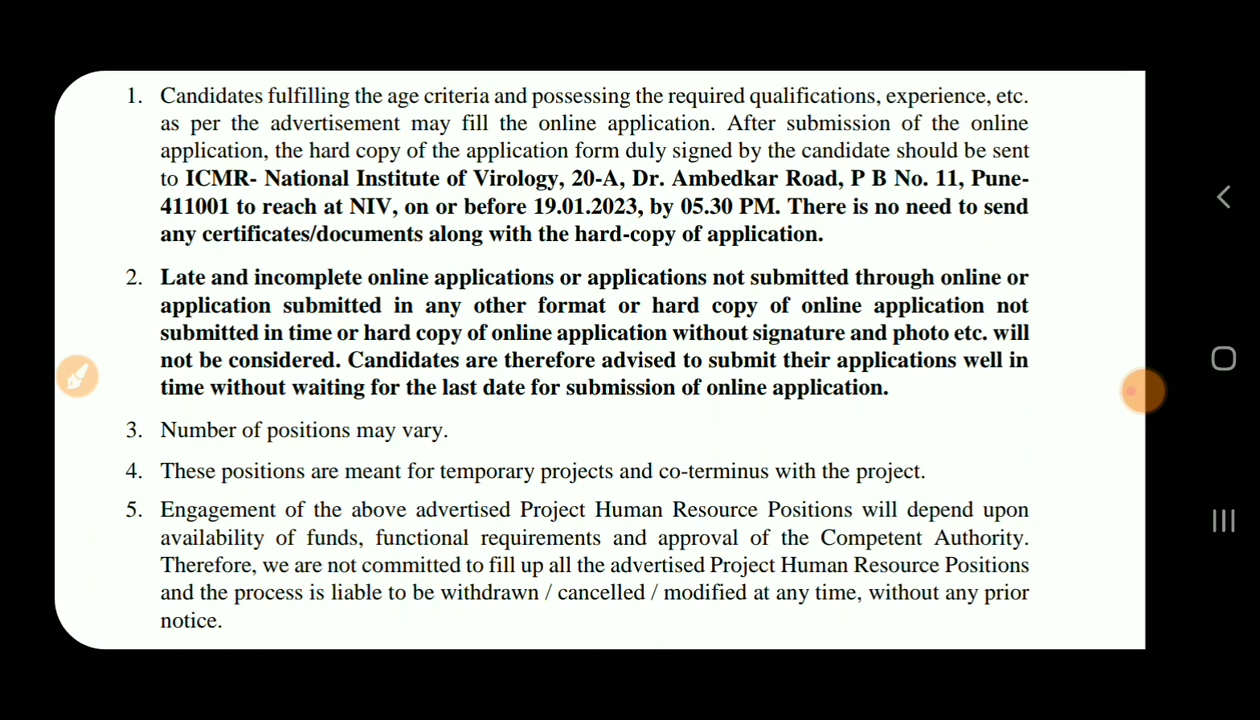 1. Candidates fulfilling the age criteria and possessing the required qualifications, experience, etc.
as per the advertisement may fill the online application. After submission of the online
application, the hard copy of the application form duly signed by the candidate should be sent
to ICMR- National Institute of Virology, 20-A, Dr. Ambedkar Road, P B No. 11, Pune-
411001 to reach at NIV, on or before 19.01.2023, by 05.30 PM. There is no need to send
any certificates/documents along with the hard-copy of application.
2. Late and incomplete online applications or applications not submitted through online or
application submitted in any other format or hard copy of online application not
submitted in time or hard copy of online application without signature and photo etc. will
not be considered. Candidates are therefore advised to submit their applications well in
time without waiting for the last date for submission of online application.
3. Number of positions may vary.
4. These positions are meant for temporary projects and co-terminus with the project.
5. Engagement of the above advertised Project Human Resource Positions will depend upon
availability of funds, functional requirements and approval of the Competent Authority.
Therefore, we are not committed to fill up all the advertised Project Human Resource Positions
and the process is liable to be withdrawn / cancelled / modified at any time, without any prior
notice.